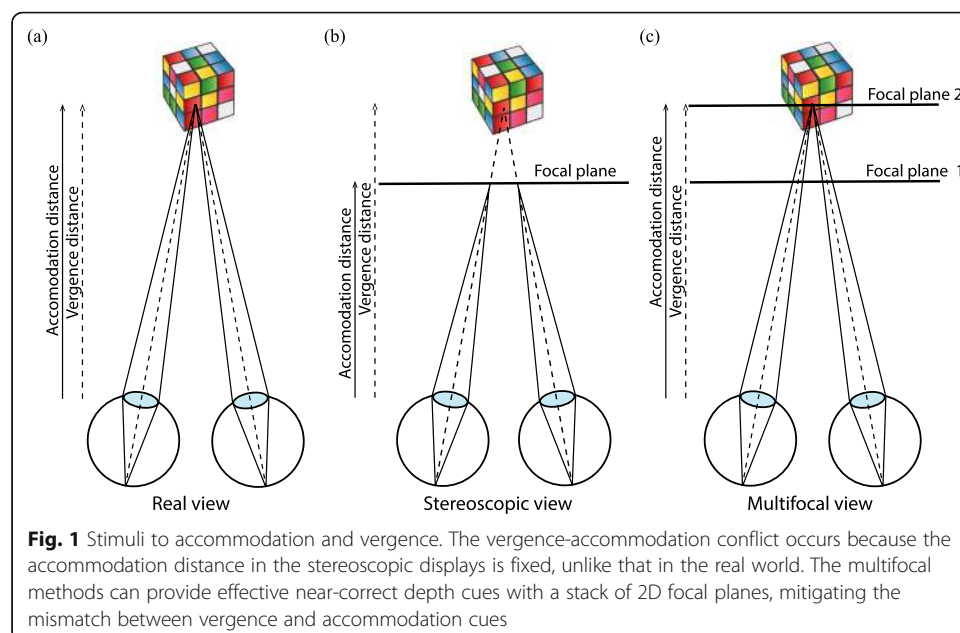 (a)
(b)
(c)
Focal plane 2
Focal plane
Focal plane 1
Accomodation distance
Vergence distance
Accomodation distance
Vergence distance
Accomodation distance
Vergence distance
Real view
Stereoscopic view
Multifocal view
Fig. 1 Stimuli to accommodation and vergence. The vergence-accommodation conflict occurs because the
accommodation distance in the stereoscopic displays is fixed, unlike that in the real world. The multifocal
methods can provide effective near-correct depth cues with a stack of 2D focal planes, mitigating the
mismatch between vergence and accommodation cues